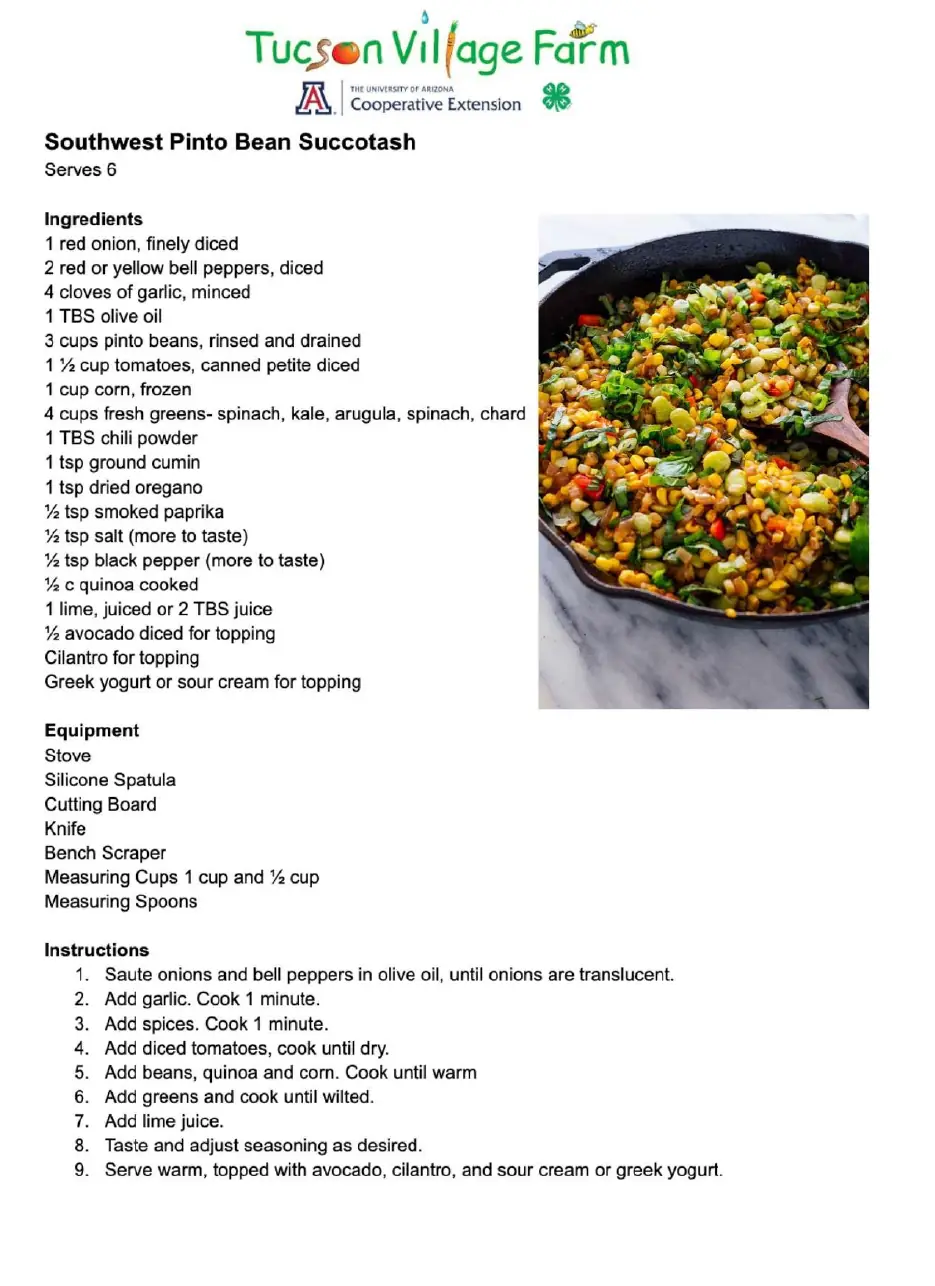 Tucson Village Farm
THE UNIVERSITY OF ARIZONA
Cooperative Extension
Southwest Pinto Bean Succotash
Serves 6
Ingredients
1 red onion, finely diced
2 red or yellow bell peppers, diced
4 cloves of garlic, minced
1 TBS olive oil
3 cups pinto beans, rinsed and drained
1 ½ cup tomatoes, canned petite diced
1 cup corn, frozen
4 cups fresh greens- spinach, kale, arugula, spinach, chard
1 TBS chili powder
1 tsp ground cumin
1 tsp dried oregano
½ tsp smoked paprika
½ tsp salt (more to taste)
½ tsp black pepper (more to taste)
½ c quinoa cooked
1 lime, juiced or 2 TBS juice
½ avocado diced for topping
Cilantro for topping
Greek yogurt or sour cream for topping
Equipment
Stove
Silicone Spatula
Cutting Board
Knife
Bench Scraper
Measuring Cups 1 cup and ½ cup
Measuring Spoons
Instructions
1. Saute onions and bell peppers in olive oil, until onions are translucent.
2. Add garlic. Cook 1 minute.
3. Add spices. Cook 1 minute.
4. Add diced tomatoes, cook until dry.
5. Add beans, quinoa and corn. Cook until warm
6. Add greens and cook until wilted.
7. Add lime juice.
8. Taste and adjust seasoning as desired.
9. Serve warm, topped with avocado, cilantro, and sour cream or greek yogurt.